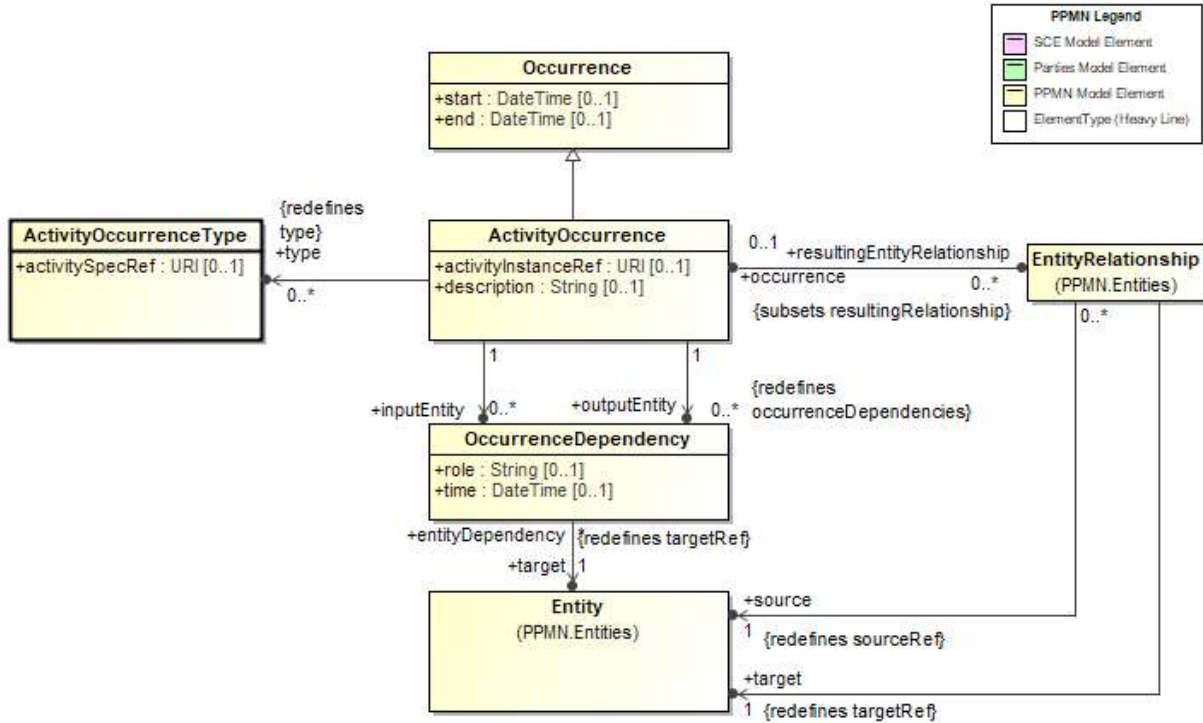 PPMN Legend
SCE Model Element
Parties Model Element
PPMN Model Element
ElementType (Heavy Line)
Occurrence
+start : DateTime [0..1]
+end : DateTime [0..1]
ActivityOccurrenceType
+activitySpecRef : URI [0..1]
{redefines
type}
+type
0..*
ActivityOccurrence
+activityInstanceRef : URI [0..1]
+description : String [0..1]
0..1
+resultingEntityRelationship
+occurrence
0..*
{subsets resultingRelationship}
EntityRelationship
(PPMN.Entities)
0..*
1
1
+inputEntity
0..*
+outputEntity
0..*
{redefines
occurrenceDependencies}
OccurrenceDependency
+role : String [0..1]
+time : DateTime [0..1]
+entityDependency
*
{redefines targetRef}
+target
1
Entity
(PPMN.Entities)
+source
1
{redefines sourceRef}
+target
1
{redefines targetRef}